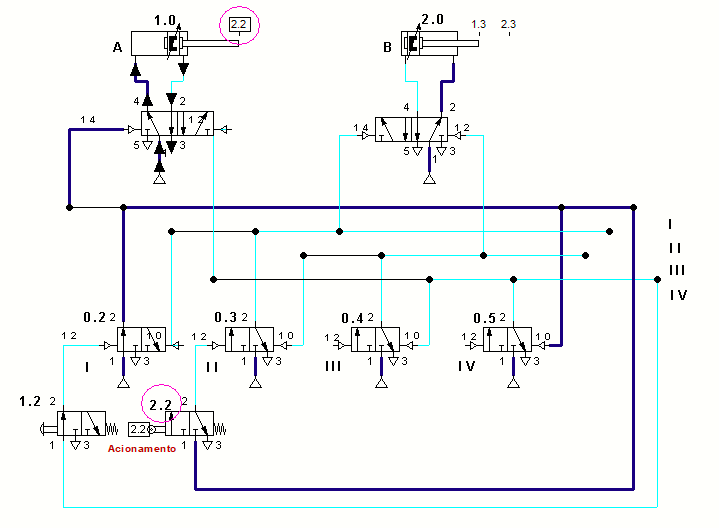 1.0 2.2 2.0 1.3 2.3
A B
4 2 4 2
14 12 14 12
5 3 5 3
1 1
I
II
III
IV
0.2 2 0.3 2 0.4 2 0.5 2
12 10 12 10 12 10 12 10
1 3 1 3 1 3 1 3
I II III IV
1.2 2 2.2 2
2.2
1 3 1 3
Acionamento